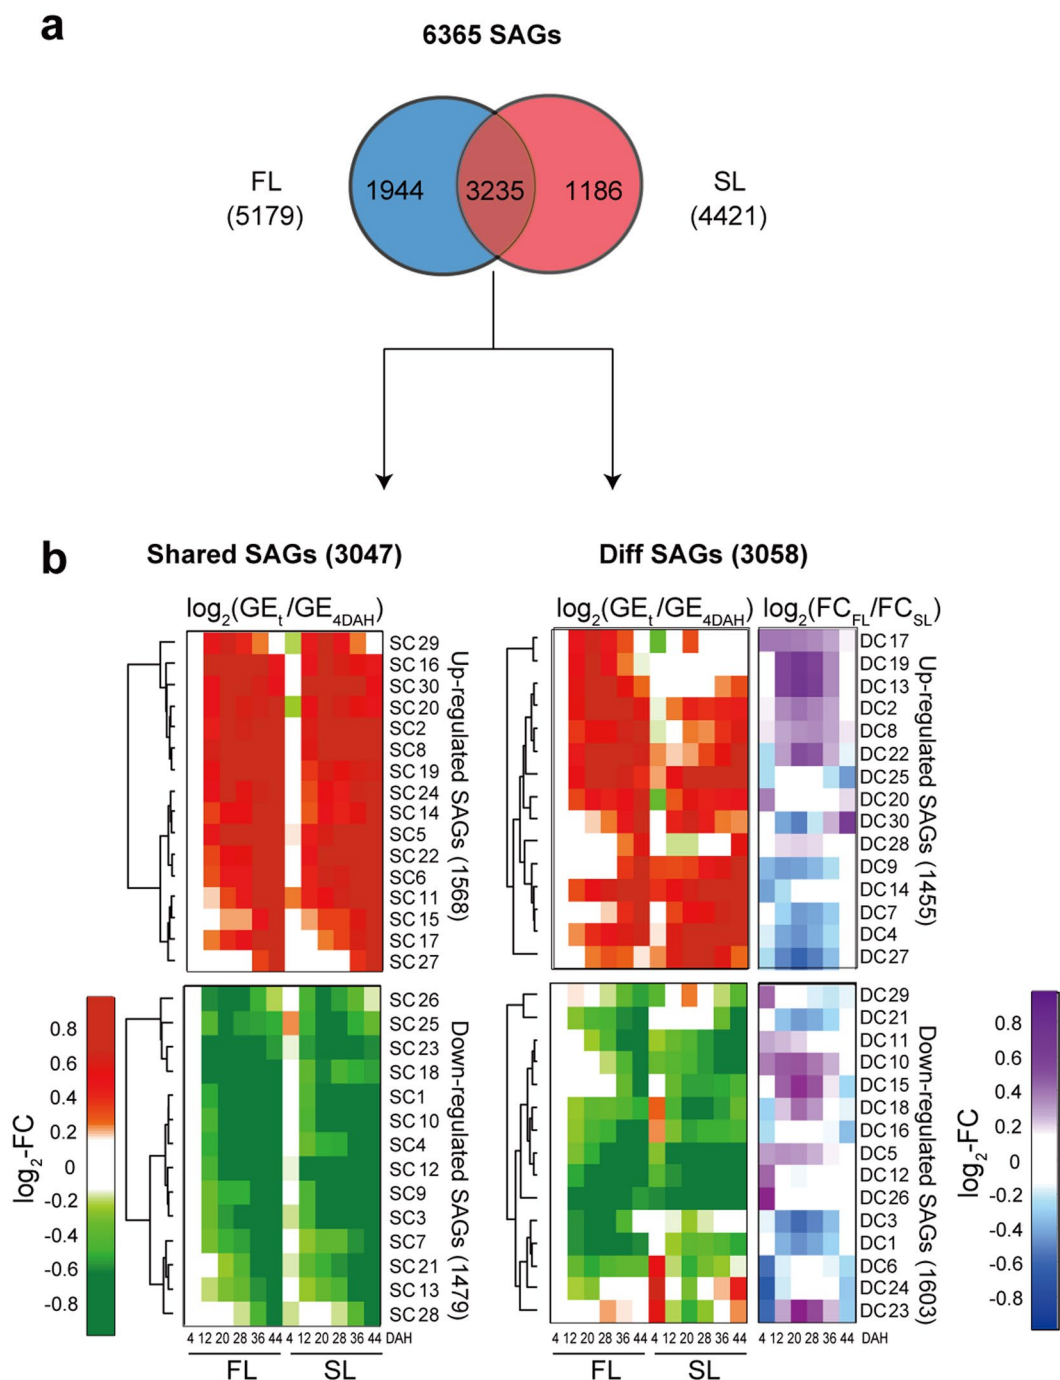 a
6365 SAGs
FL
(5179)
1944
3235
1186
SL
(4421)
b
Shared SAGs (3047)
log2(GEt/GE4DAH)
SC29
SC16
SC30
SC20
SC2
SC8
SC19
SC24
SC14
SC5
SC22
SC6
SC11
SC15
SC17
SC27
Up-regulated SAGs (1568)
SC26
SC25
SC23
SC18
SC1
SC10
SC4
SC12
SC9
SC3
SC7
SC21
SC13
SC28
Down-regulated SAGs (1479)
log2-FC
0.8
0.6
0.4
0.2
0
-0.2
-0.4
-0.6
-0.8
4 12 20 28 36 44 4 12 20 28 36 44 DAH
FL SL
Diff SAGs (3058)
log2(GEt/GE4DAH) log2(FCFL/FCSL)
DC17
DC19
DC13
DC2
DC8
DC22
DC25
DC20
DC30
DC28
DC9
DC14
DC7
DC4
DC27
Up-regulated SAGs (1455)
DC29
DC21
DC11
DC10
DC15
DC18
DC16
DC5
DC12
DC26
DC3
DC1
DC6
DC24
DC23
Down-regulated SAGs (1603)
4 12 20 28 36 44 4 12 20 28 36 44 4 12 20 28 36 44 DAH
FL SL
log2-FC
0.8
0.6
0.4
0.2
0
-0.2
-0.4
-0.6
-0.8